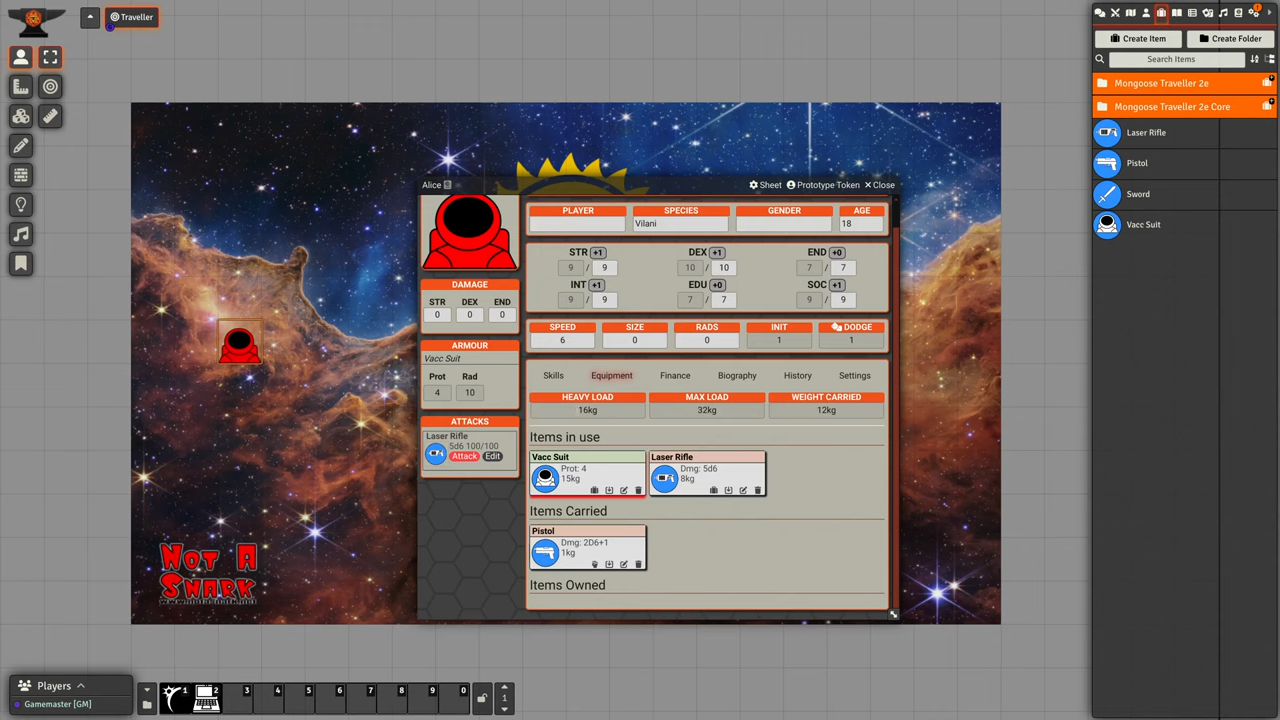 Traveller
Create Item
Create Folder
Search Items
Mongoose Traveller 2e
Mongoose Traveller 2e Core
Laser Rifle
Pistol
Sword
Vacc Suit
Alice
Sheet
Prototype Token
Close
PLAYER
SPECIES
GENDER
AGE
Vilani
18
STR +1
DEX +1
END +0
9 / 9
10 / 10
7 / 7
INT +1
EDU +0
SOC +1
9 / 9
7 / 7
9 / 9
DAMAGE
STR DEX END
0 0 0
SPEED
SIZE
RADS
INIT
DODGE
6
0
0
1
1
ARMOUR
Vacc Suit
Prot Rad
4 10
ATTACKS
Laser Rifle
5d6 100/100
Attack Edit
Skills
Equipment
Finance
Biography
History
Settings
HEAVY LOAD
MAX LOAD
WEIGHT CARRIED
16kg
32kg
12kg
Items in use
Vacc Suit
Prot: 4
15kg
Laser Rifle
Dmg: 5d6
8kg
Items Carried
Pistol
Dmg: 2D6+1
1kg
Items Owned
Not A
Snark
Players
Gamemaster [GM]
1 2 3 4 5 6 7 8 9 0
1